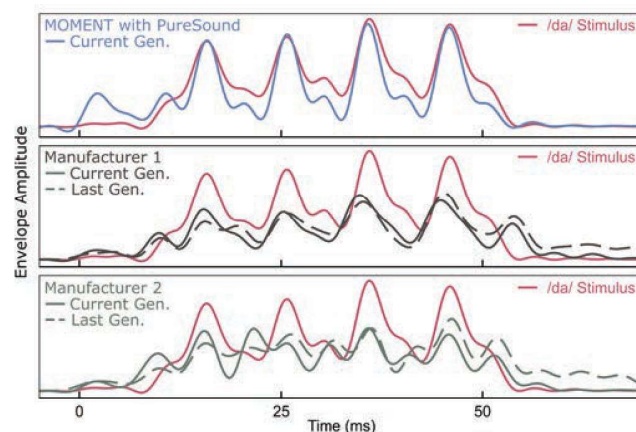 MOMENT with PureSound
Current Gen.
/da/ Stimulus
Manufacturer 1
Current Gen.
Last Gen.
/da/ Stimulus
Manufacturer 2
Current Gen.
Last Gen.
/da/ Stimulus
Envelope Amplitude
0 25 50
Time (ms)